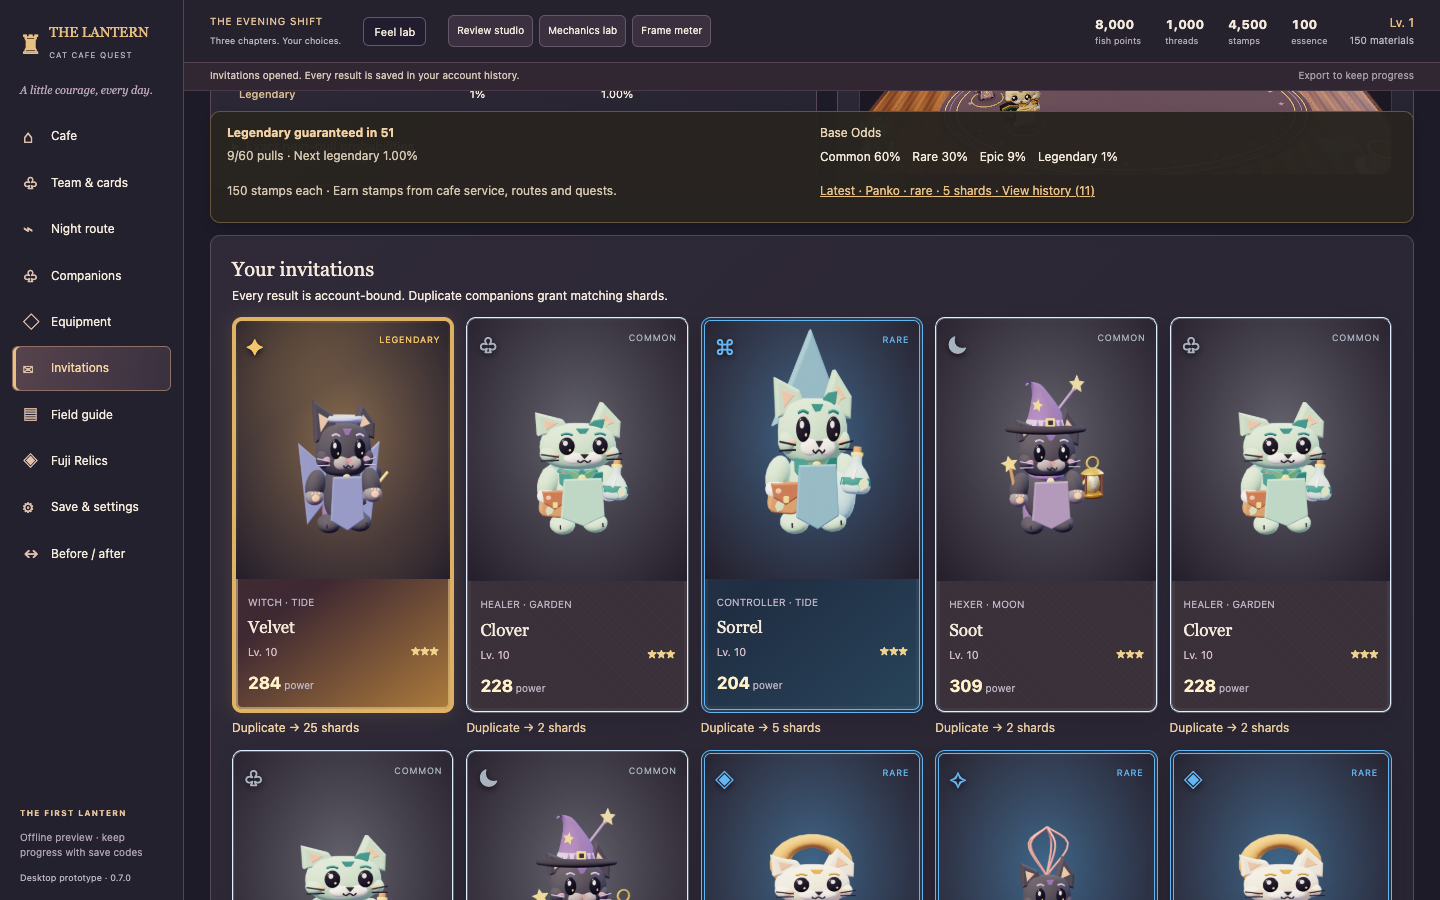 THE LANTERN
CAT CAFE QUEST
A little courage, every day.
Cafe
Team & cards
Night route
Companions
Equipment
Invitations
Field guide
Fuji Relics
Save & settings
Before / after
THE FIRST LANTERN
Offline preview · keep
progress with save codes
Desktop prototype · 0.7.0
THE EVENING SHIFT
Three chapters. Your choices.
Feel lab
Review studio
Mechanics lab
Frame meter
8,000
fish points
1,000
threads
4,500
stamps
100
essence
Lv. 1
150 materials
Invitations opened. Every result is saved in your account history.
Export to keep progress
Legendary 1% 1.00%
Legendary guaranteed in 51
9/60 pulls · Next legendary 1.00%
150 stamps each · Earn stamps from cafe service, routes and quests.
Base Odds
Common 60% Rare 30% Epic 9% Legendary 1%
Latest · Panko · rare · 5 shards · View history (11)
Your invitations
Every result is account-bound. Duplicate companions grant matching shards.
LEGENDARY
WITCH · TIDE
Velvet
Lv. 10
284 power
Duplicate → 25 shards
COMMON
HEALER · GARDEN
Clover
Lv. 10
228 power
Duplicate → 2 shards
RARE
CONTROLLER · TIDE
Sorrel
Lv. 10
204 power
Duplicate → 5 shards
COMMON
HEXER · MOON
Soot
Lv. 10
309 power
Duplicate → 2 shards
COMMON
HEALER · GARDEN
Clover
Lv. 10
228 power
Duplicate → 2 shards
COMMON
COMMON
RARE
RARE
RARE